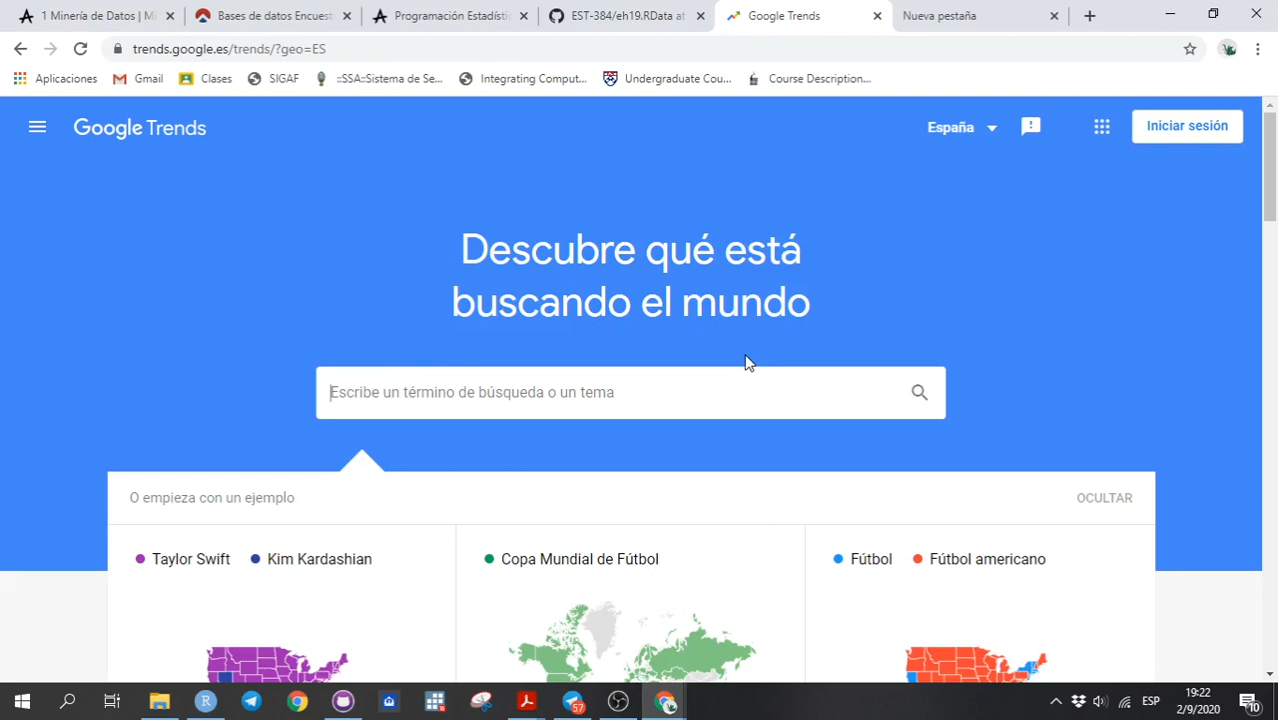 1 Minería de Datos | Mi
Bases de datos Encuest
Programación Estadístic
EST-384/eh19.RData at
Google Trends
Nueva pestaña
trends.google.es/trends/?geo=ES
Aplicaciones
Gmail
Clases
SIGAF
::SSA::Sistema de Se...
Integrating Comput...
Undergraduate Cou...
Course Description...
Google Trends
España
Iniciar sesión
Descubre qué está
buscando el mundo
Escribe un término de búsqueda o un tema
O empieza con un ejemplo
OCULTAR
Taylor Swift
Kim Kardashian
Copa Mundial de Fútbol
Fútbol
Fútbol americano
57
ESP
19:22
2/9/2020
10